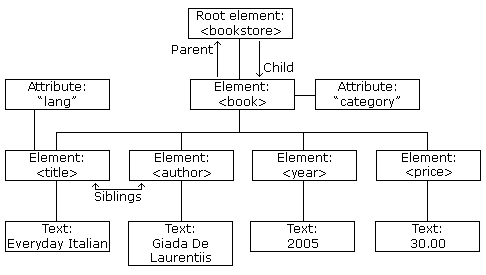 Root element:
<bookstore>
Parent
Child
Attribute:
“lang”
Element:
<book>
Attribute:
“category”
Element:
<title>
Element:
<author>
Element:
<year>
Element:
<price>
Siblings
Text:
Everyday Italian
Text:
Giada De
Laurentiis
Text:
2005
Text:
30.00